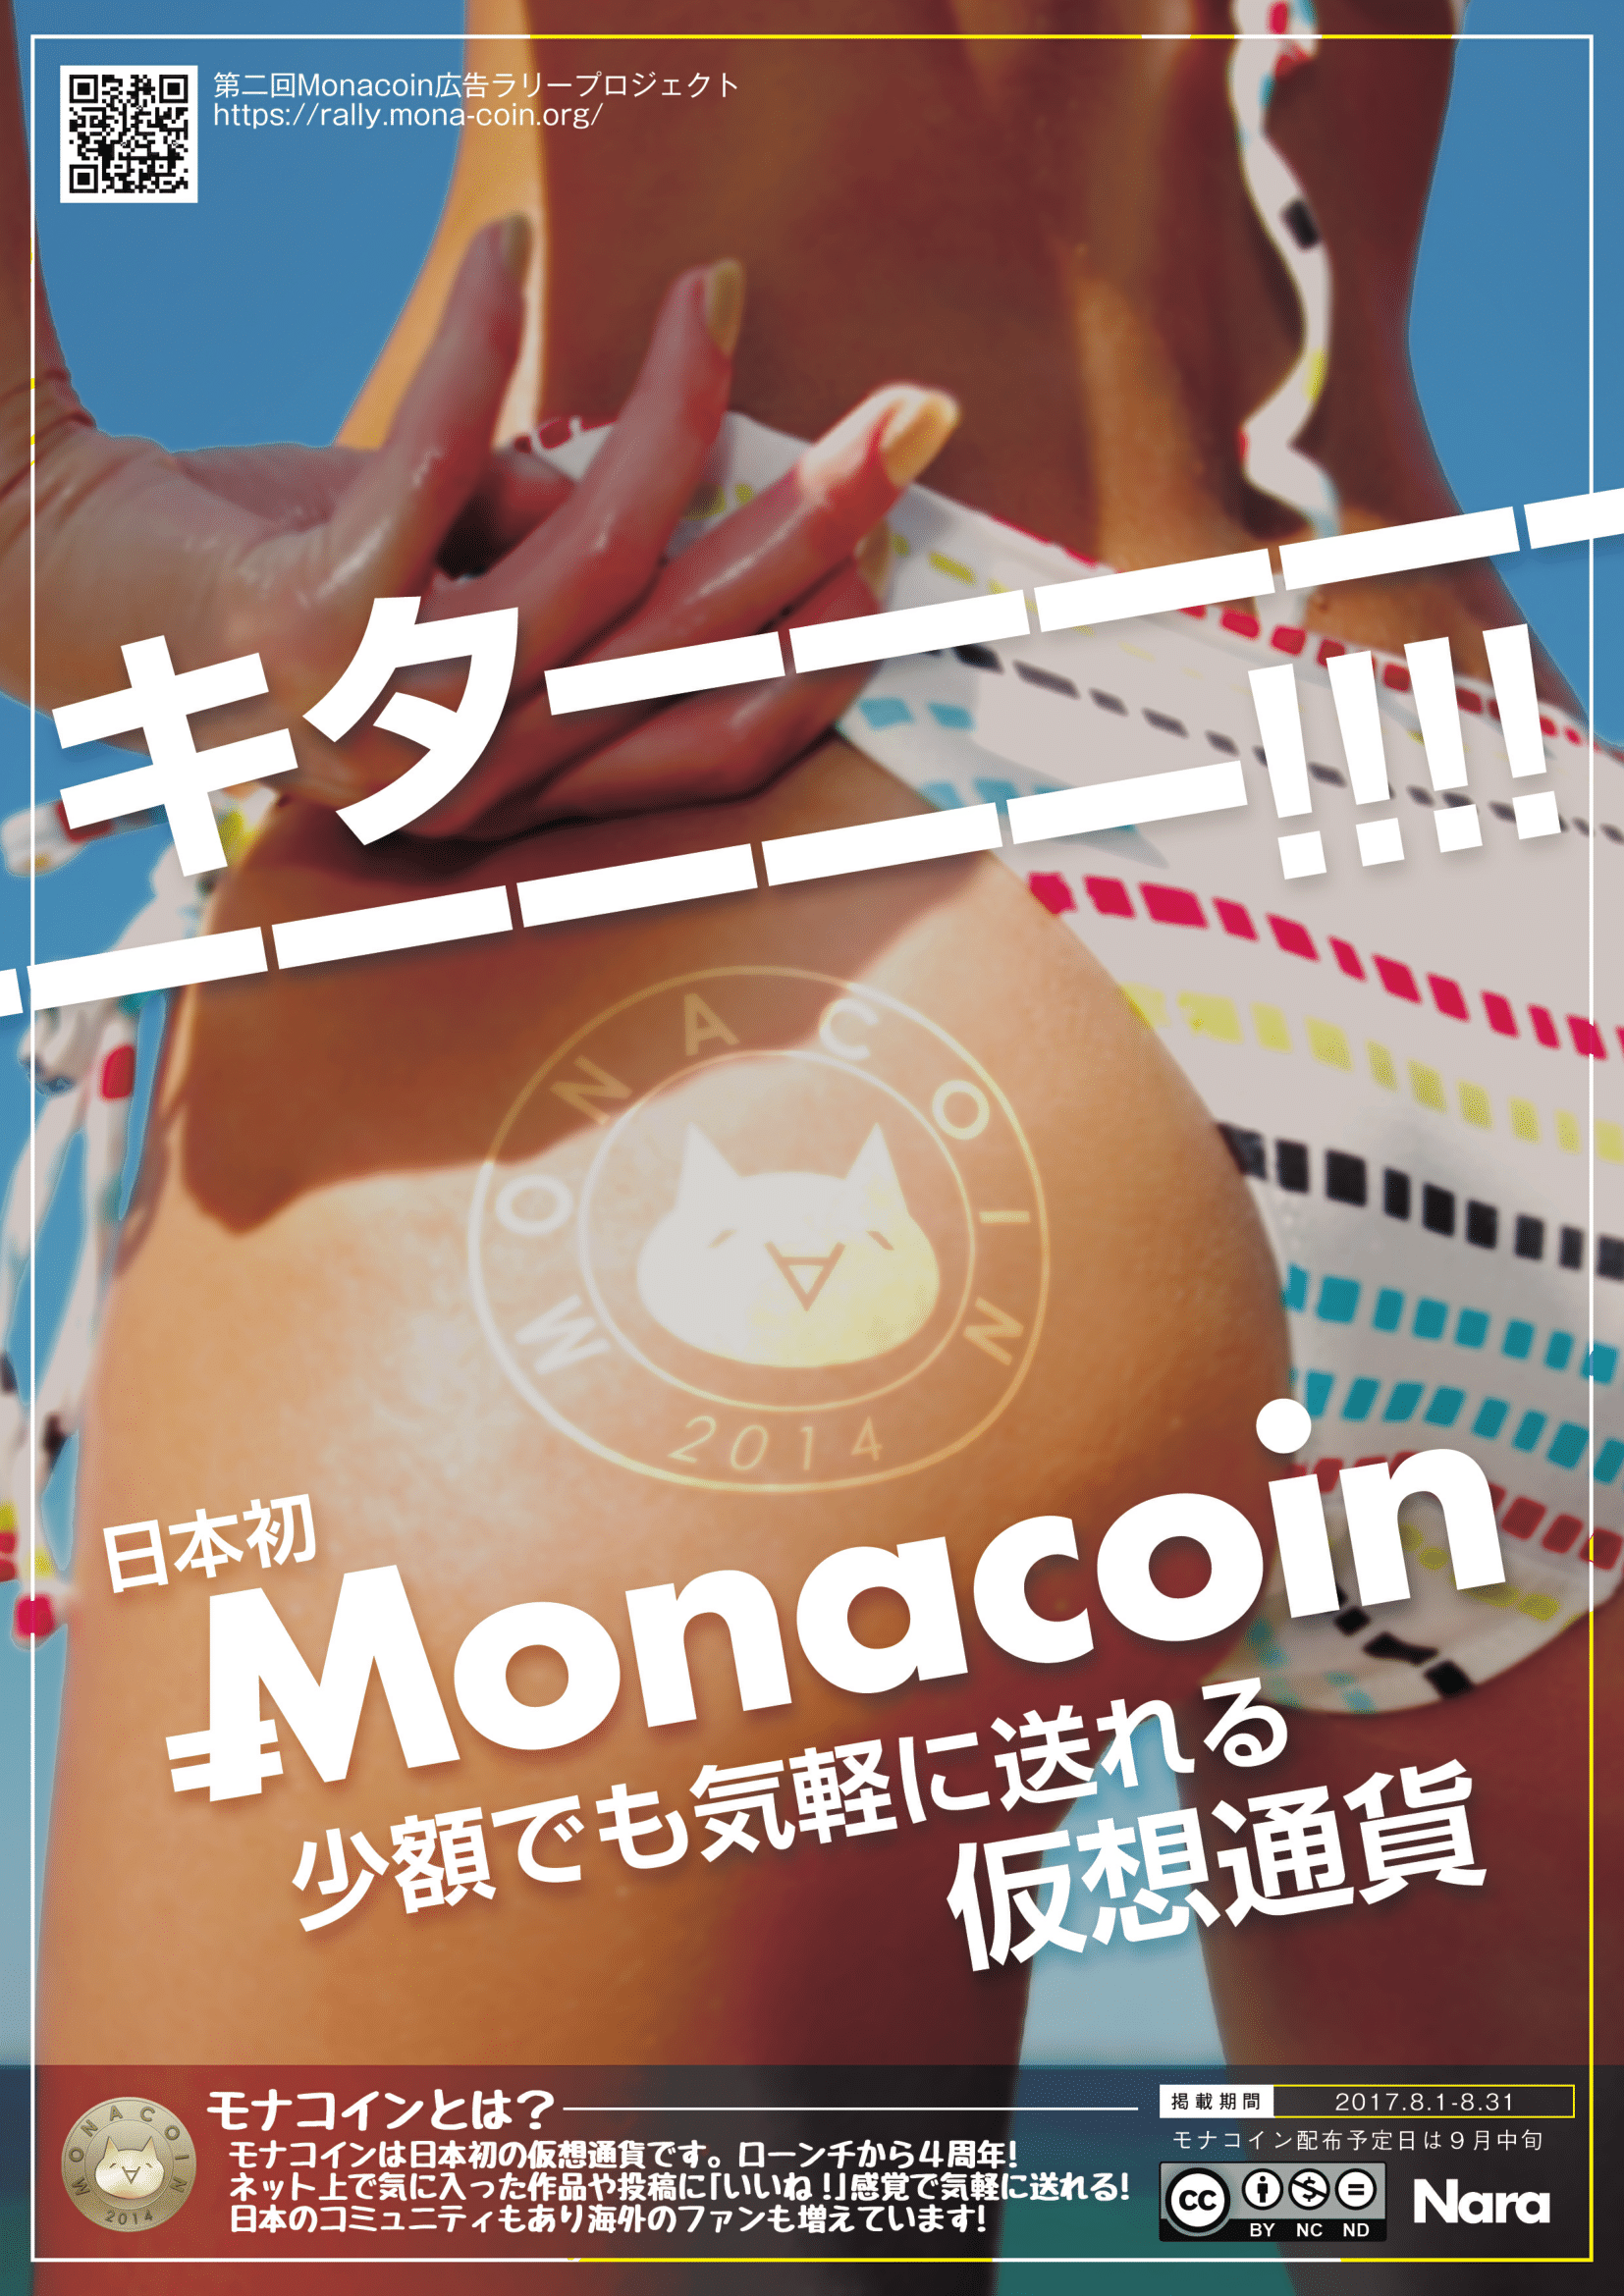 第二回Monacoin広告ラリープロジェクト
https://rally.mona-coin.org/
キターーーーー
ーーーーーー!!!!
MONACOIN
2014
日本初
Monacoin
少額でも気軽に送れる
仮想通貨
モナコインとは?
モナコインは日本初の仮想通貨です。ローンチから4周年!
ネット上で気に入った作品や投稿に「いいね!」感覚で気軽に送れる!
日本のコミュニティもあり海外のファンも増えています!
MONACOIN
2014
掲載期間 2017.8.1-8.31
モナコイン配布予定日は9月中旬
CC BY NC ND
Nara